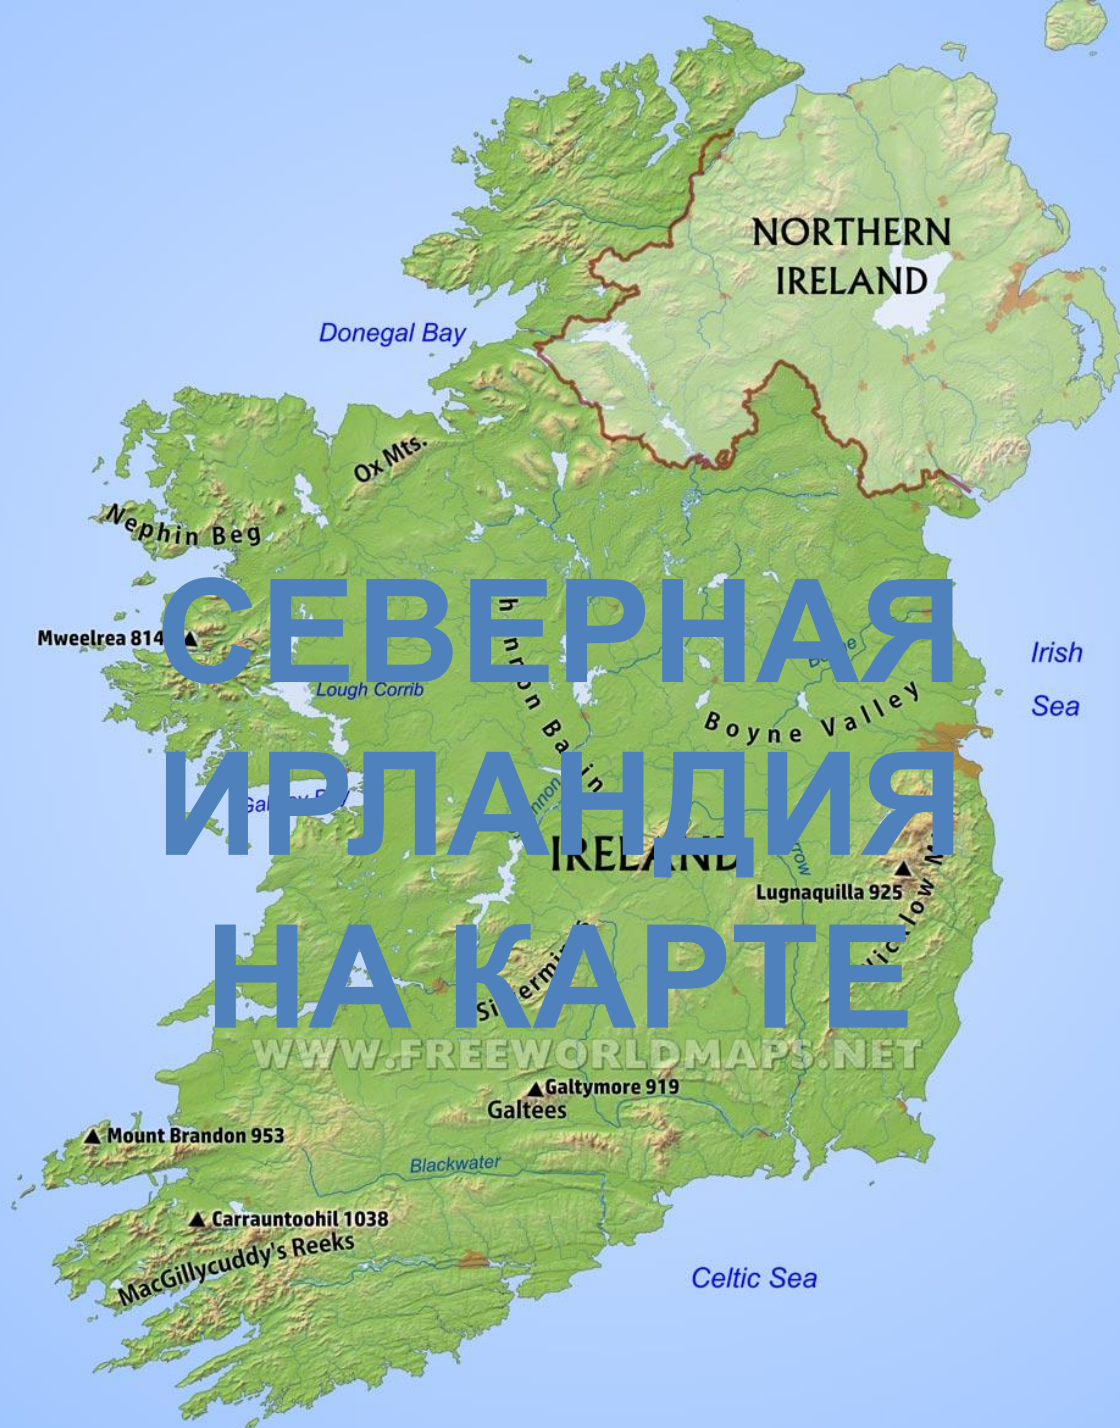 NORTHERN
IRELAND
Donegal Bay
Ox Mts.
Nephin Beg
СЕВЕРНАЯ
Mweelrea 814
Irish
Lough Corrib
Sea
Boyne Valley
ИРЛАНДИЯ
IRELAND
Lugnaquilla 925
НА КАРТЕ
WWW.FREEWORLDMAPS.NET
Galtymore 919
Galtees
Mount Brandon 953
Blackwater
Carrauntoohil 1038
MacGillycuddy's Reeks
Celtic Sea